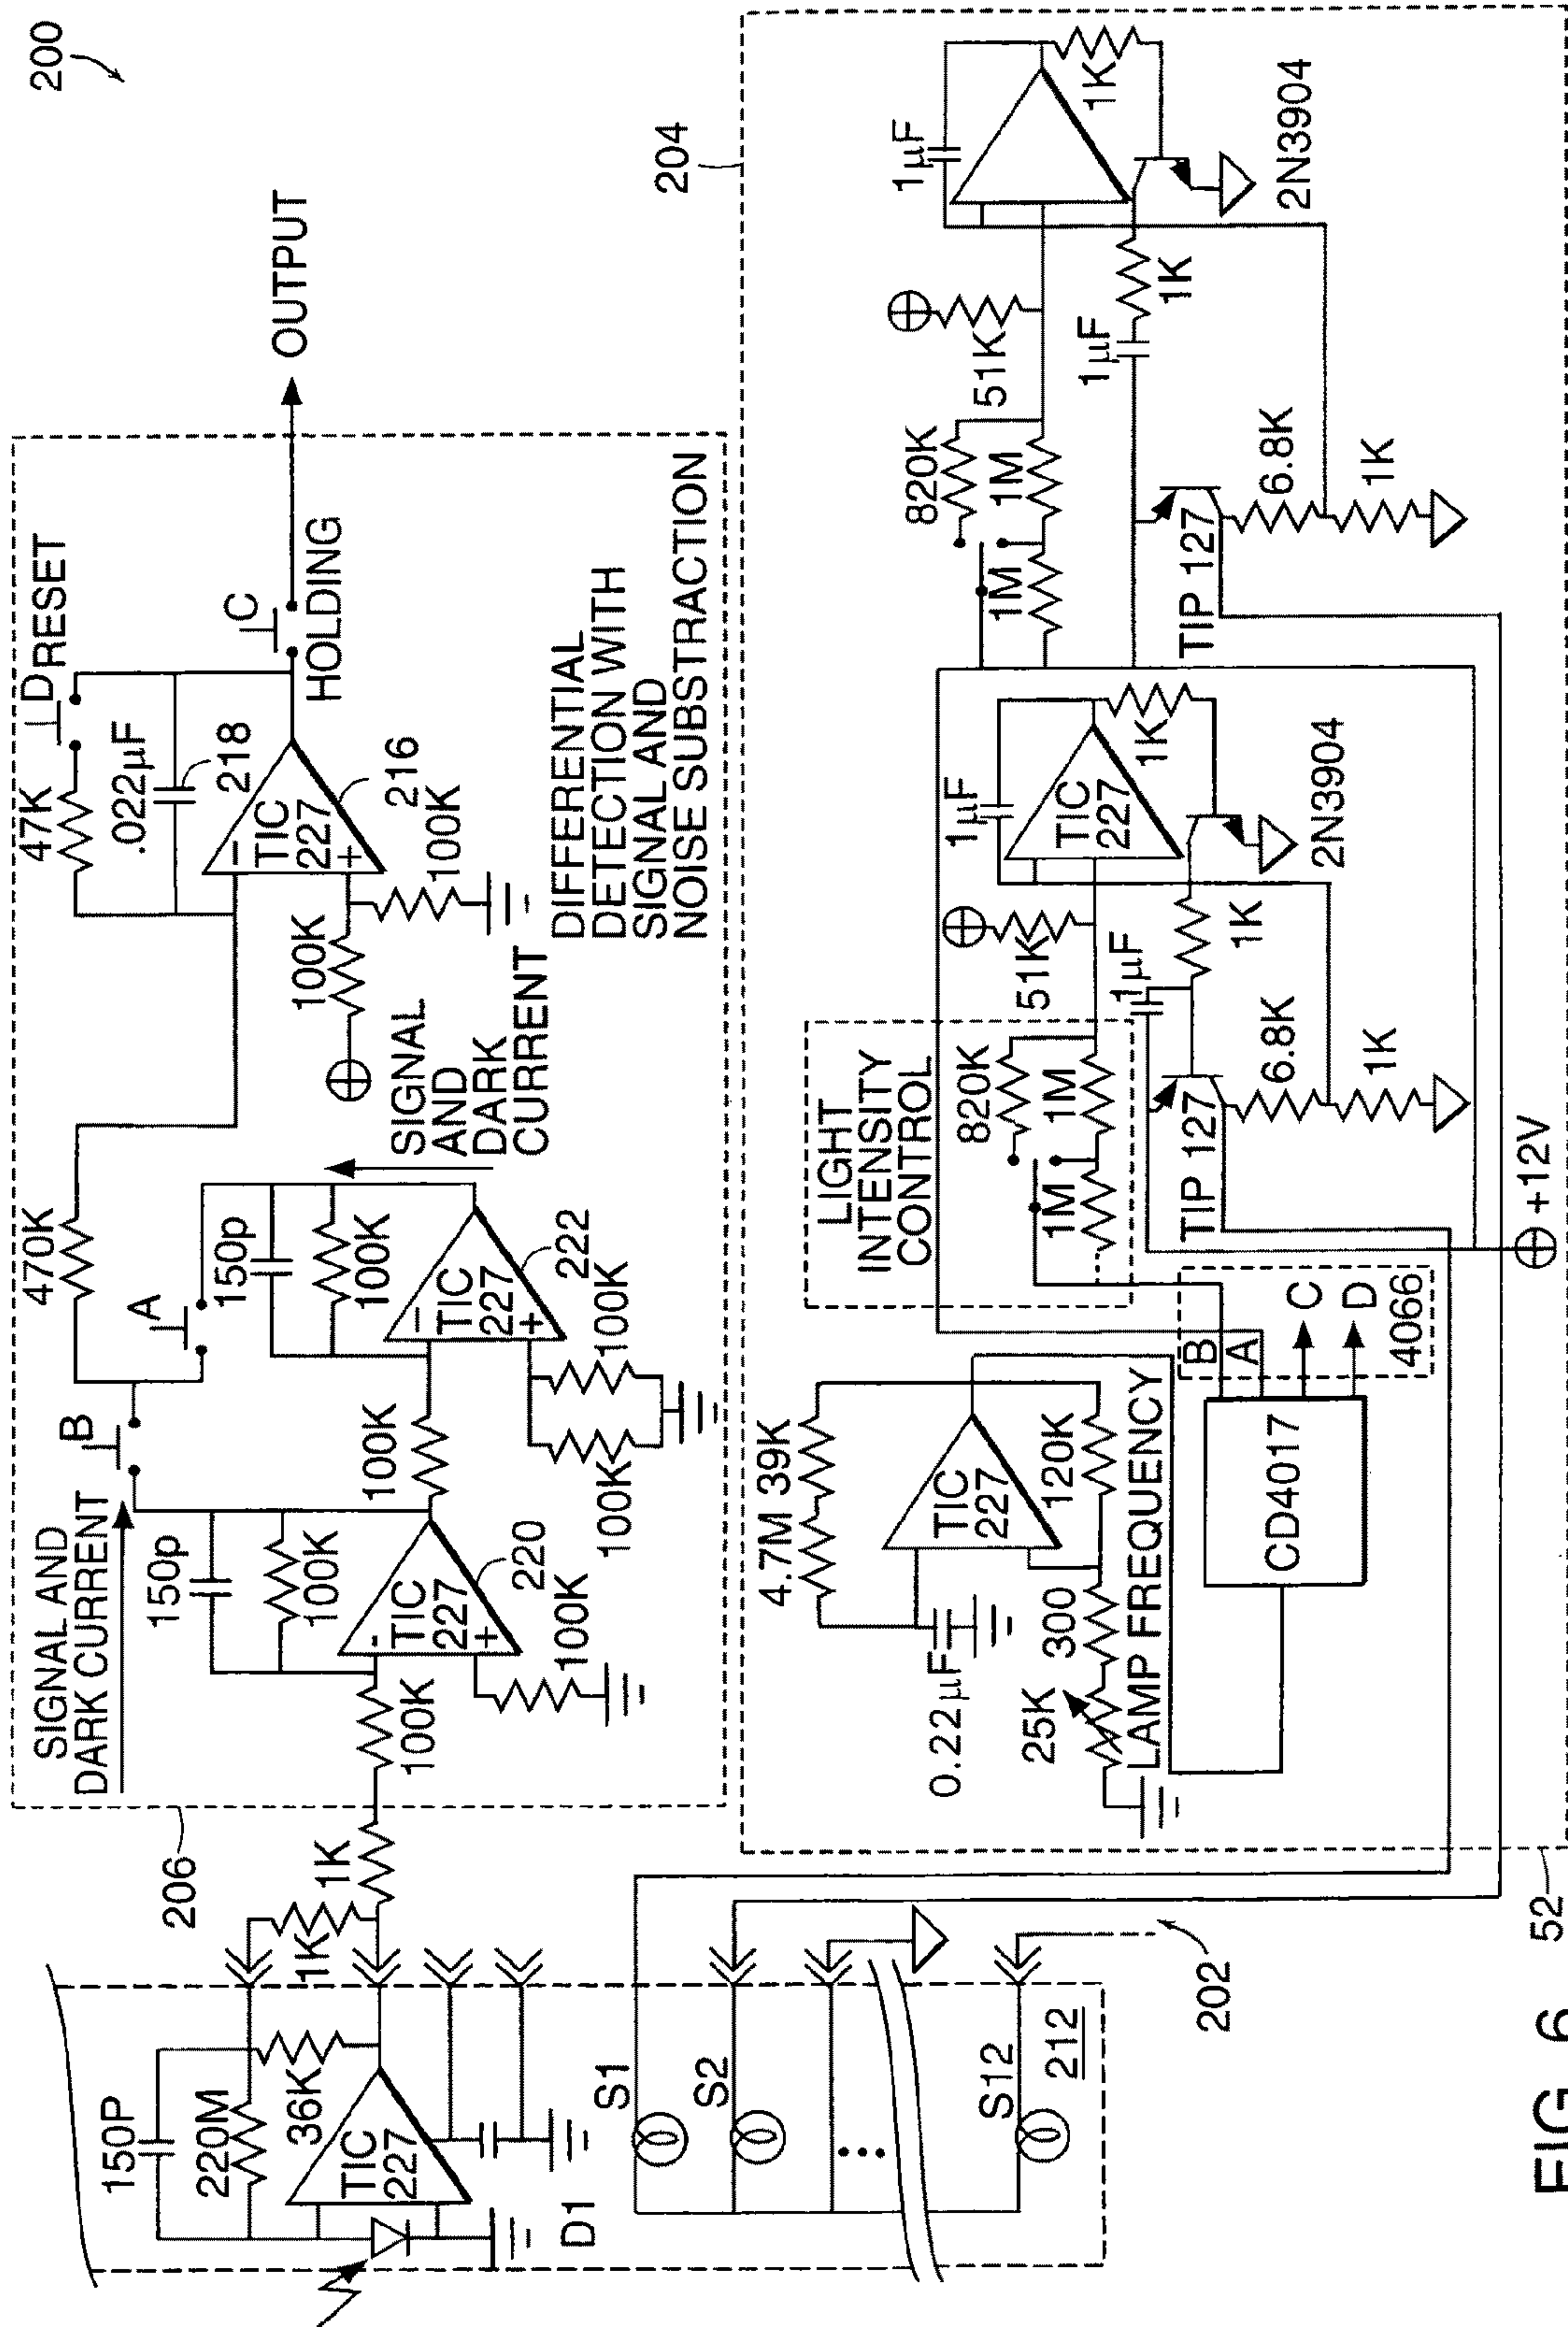 200
OUTPUT
D RESET
47K
.022µF
218
C
HOLDING
TIC
227
−
+
216
100K
100K
DIFFERENTIAL
DETECTION WITH
SIGNAL AND
NOISE SUBSTRACTION
SIGNAL
AND
DARK
CURRENT
470K
A
150p
100K
TIC
227
−
+
222
100K
100K
B
100K
SIGNAL AND
DARK CURRENT
150p
100K
TIC
227
-
+
220
100K
100K
206
1K
1K
150P
220M
36K
TIC
227
D1
S1
S2
S12
212
202
204
1µF
1K
2N3904
51K
1µF
1K
820K
1M
1M
TIP 127
6.8K
1K
1µF
TIC
227
1K
2N3904
51K
1µF
1K
LIGHT
INTENSITY
CONTROL
820K
1M
1M
TIP 127
6.8K
1K
+12V
B
A
C
D
4066
4.7M 39K
TIC
227
120K
0.22µF
300
25K
LAMP FREQUENCY
CD4017
52
FIG. 6